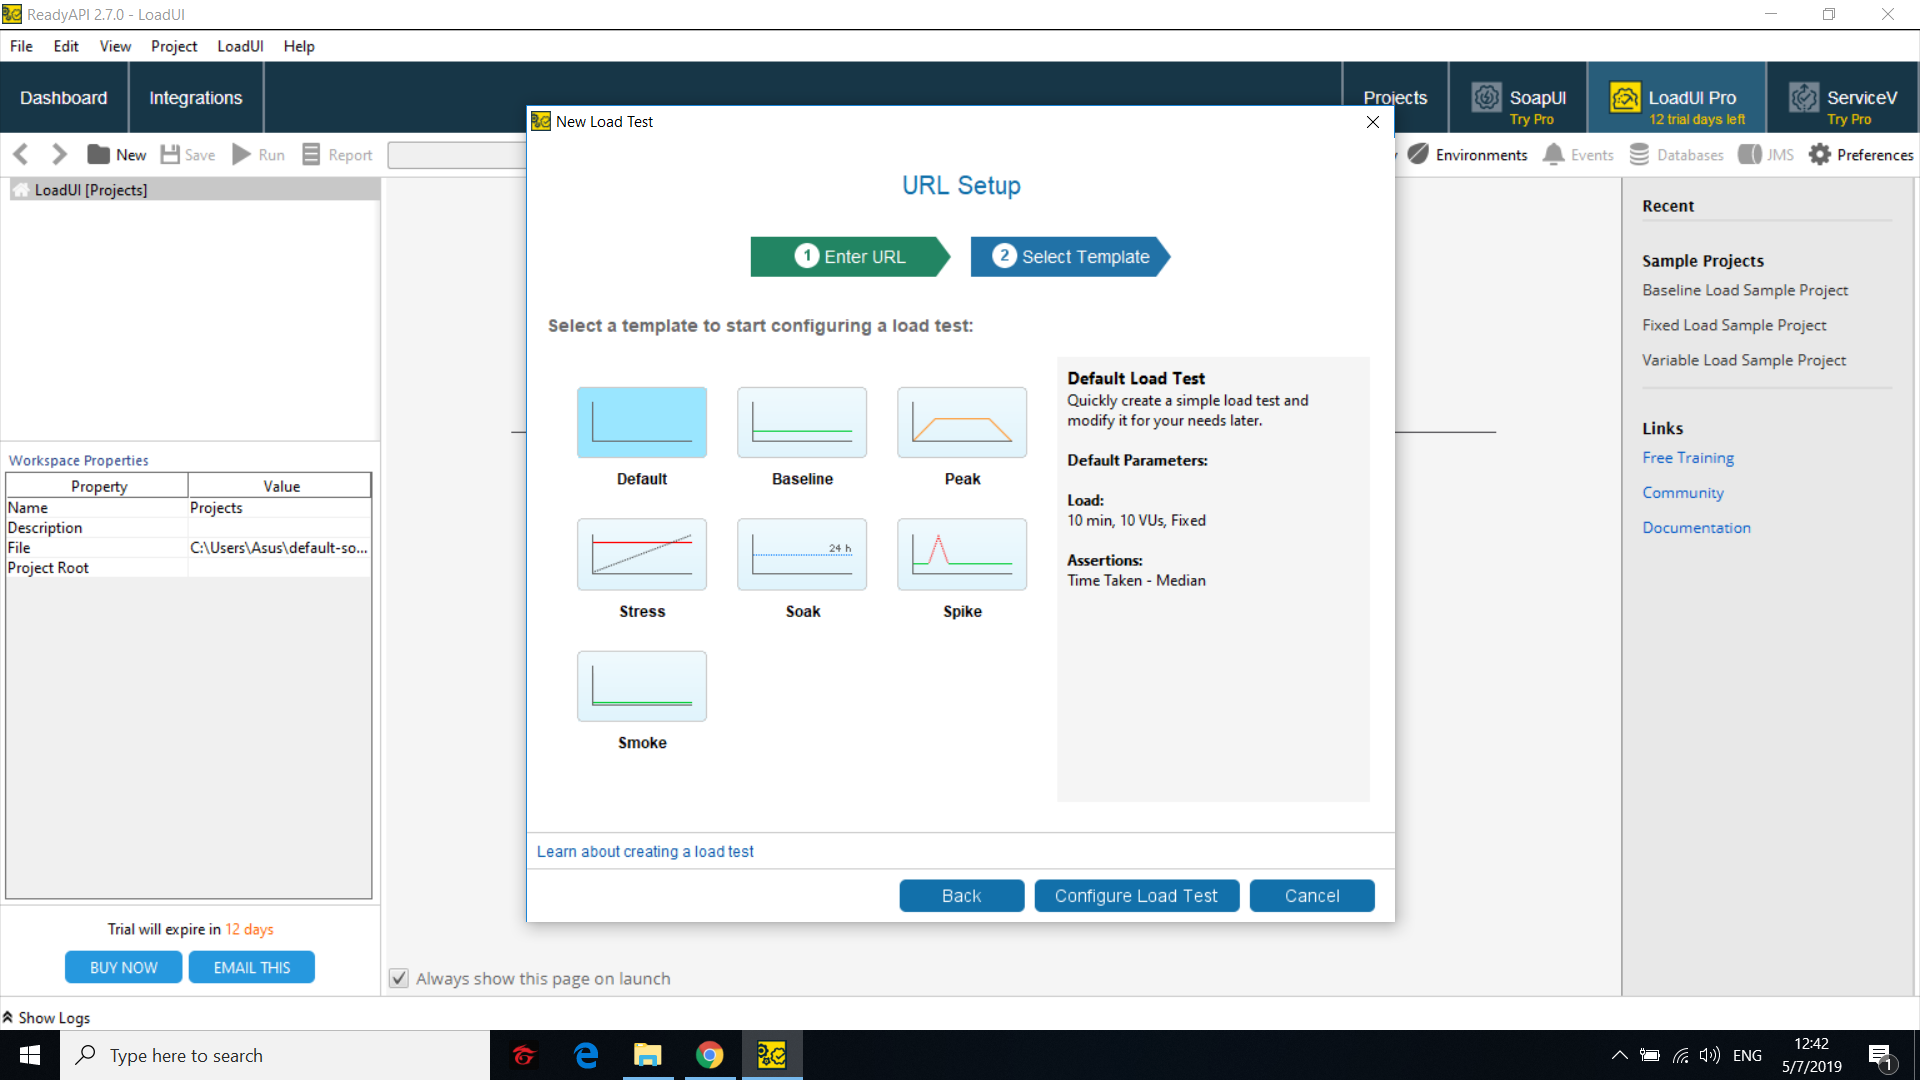 ReadyAPI 2.7.0 - LoadUI
File Edit View Project LoadUI Help
Dashboard Integrations Projects SoapUI Try Pro LoadUI Pro 12 trial days left ServiceV Try Pro
New Save Run Report Environments Events Databases JMS Preferences
LoadUI [Projects]
Workspace Properties
Property Value
Name Projects
Description
File C:\Users\Asus\default-so...
Project Root
Trial will expire in 12 days
BUY NOW EMAIL THIS
Show Logs
New Load Test
URL Setup
1 Enter URL 2 Select Template
Select a template to start configuring a load test:
Default Baseline Peak
24 h
Stress Soak Spike
Smoke
Default Load Test
Quickly create a simple load test and
modify it for your needs later.
Default Parameters:
Load:
10 min, 10 VUs, Fixed
Assertions:
Time Taken - Median
Learn about creating a load test
Back Configure Load Test Cancel
Always show this page on launch
Recent
Sample Projects
Baseline Load Sample Project
Fixed Load Sample Project
Variable Load Sample Project
Links
Free Training
Community
Documentation
Type here to search
ENG
12:42
5/7/2019
1